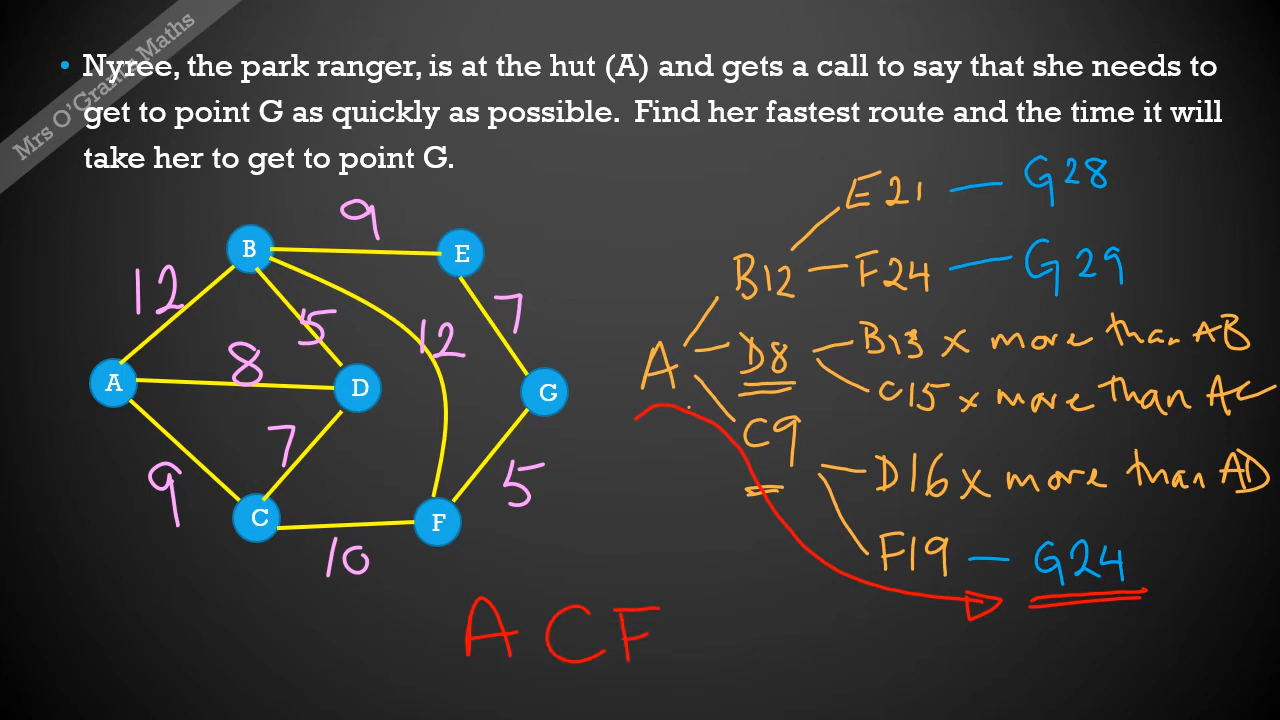 Mrs O'Grady Maths
• Nyree, the park ranger, is at the hut (A) and gets a call to say that she needs to
get to point G as quickly as possible. Find her fastest route and the time it will
take her to get to point G.
E21 — G28
9
B
E
12
B12 — F24 — G29
5
12
7
8
B13 x more than AB
A
D8
A
D
G
C15 x more than AC
9
7
C9
5
D16 x more than AD
C
F
10
F19 — G24
A C F